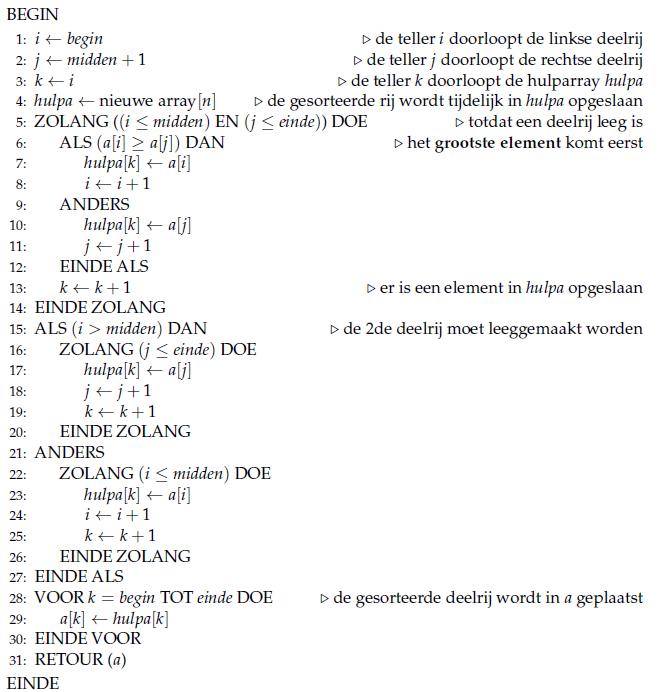 BEGIN
1: i ← begin ▷ de teller i doorloopt de linkse deelrij
2: j ← midden + 1 ▷ de teller j doorloopt de rechtse deelrij
3: k ← i ▷ de teller k doorloopt de hulparray hulpa
4: hulpa ← nieuwe array[n] ▷ de gesorteerde rij wordt tijdelijk in hulpa opgeslaan
5: ZOLANG ((i ≤ midden) EN (j ≤ einde)) DOE ▷ totdat een deelrij leeg is
6: ALS (a[i] ≥ a[j]) DAN ▷ het grootste element komt eerst
7: hulpa[k] ← a[i]
8: i ← i + 1
9: ANDERS
10: hulpa[k] ← a[j]
11: j ← j + 1
12: EINDE ALS
13: k ← k + 1 ▷ er is een element in hulpa opgeslaan
14: EINDE ZOLANG
15: ALS (i > midden) DAN ▷ de 2de deelrij moet leeggemaakt worden
16: ZOLANG (j ≤ einde) DOE
17: hulpa[k] ← a[j]
18: j ← j + 1
19: k ← k + 1
20: EINDE ZOLANG
21: ANDERS
22: ZOLANG (i ≤ midden) DOE
23: hulpa[k] ← a[i]
24: i ← i + 1
25: k ← k + 1
26: EINDE ZOLANG
27: EINDE ALS
28: VOOR k = begin TOT einde DOE ▷ de gesorteerde deelrij wordt in a geplaatst
29: a[k] ← hulpa[k]
30: EINDE VOOR
31: RETOUR (a)
EINDE